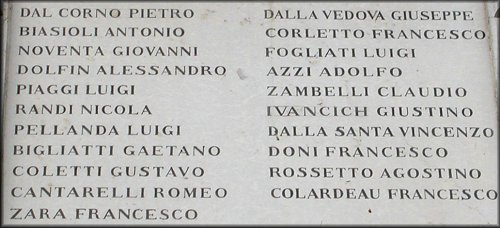 DAL CORNO PIETRO
BIASIOLI ANTONIO
NOVENTA GIOVANNI
DOLFIN ALESSANDRO
PIAGGI LUIGI
RANDI NICOLA
PELLANDA LUIGI
BIGLIATTI GAETANO
COLETTI GUSTAVO
CANTARELLI ROMEO
ZARA FRANCESCO
DALLA VEDOVA GIUSEPPE
CORLETTO FRANCESCO
FOGLIATI LUIGI
AZZI ADOLFO
ZAMBELLI CLAUDIO
IVANCICH GIUSTINO
DALLA SANTA VINCENZO
DONI FRANCESCO
ROSSETTO AGOSTINO
COLARDEAU FRANCESCO